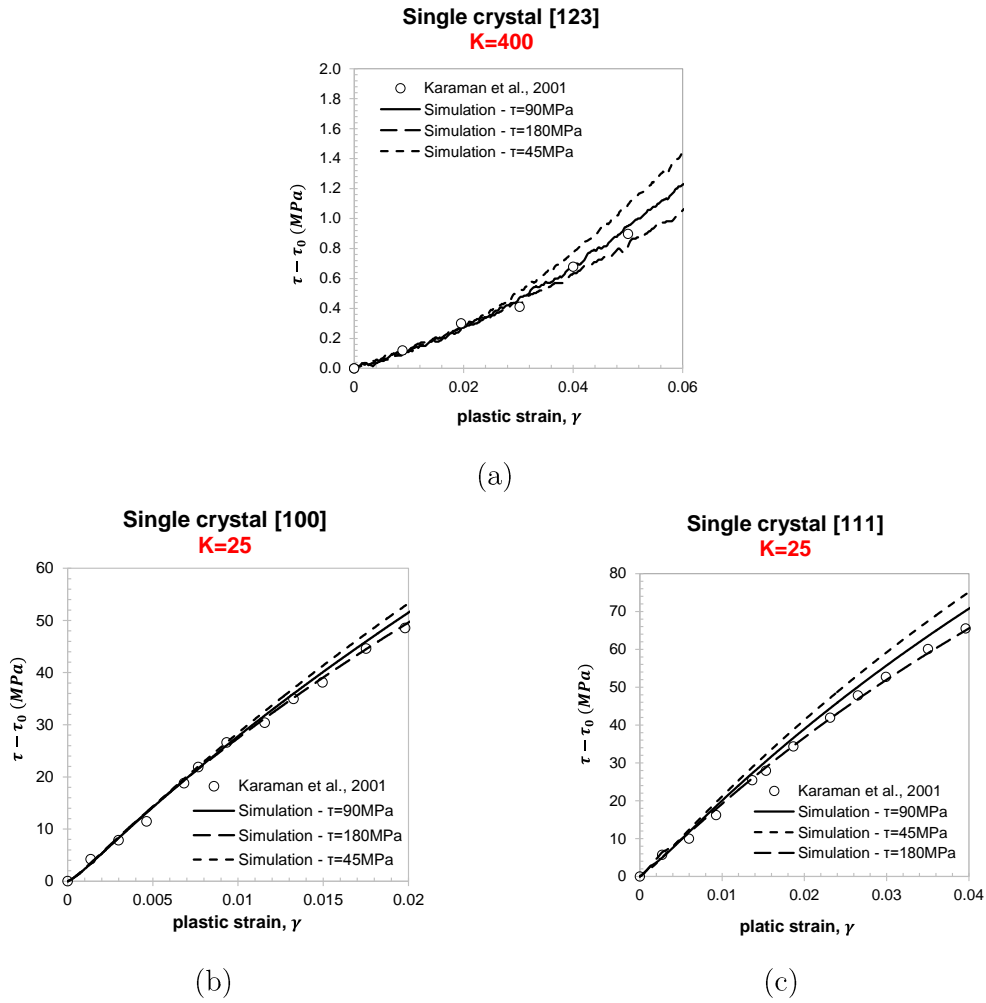 Single crystal [123]
K=400
2.0
1.8
1.6
1.4
1.2
1.0
0.8
0.6
0.4
0.2
0.0
τ − τ₀ (MPa)
Karaman et al., 2001
Simulation - τ=90MPa
Simulation - τ=180MPa
Simulation - τ=45MPa
0 0.02 0.04 0.06
plastic strain, γ
(a)
Single crystal [100]
K=25
60
50
40
30
20
10
0
τ − τ₀ (MPa)
Karaman et al., 2001
Simulation - τ=90MPa
Simulation - τ=180MPa
Simulation - τ=45MPa
0 0.005 0.01 0.015 0.02
plastic strain, γ
(b)
Single crystal [111]
K=25
80
70
60
50
40
30
20
10
0
τ − τ₀ (MPa)
Karaman et al., 2001
Simulation - τ=90MPa
Simulation - τ=45MPa
Simulation - τ=180MPa
0 0.01 0.02 0.03 0.04
platic strain, γ
(c)